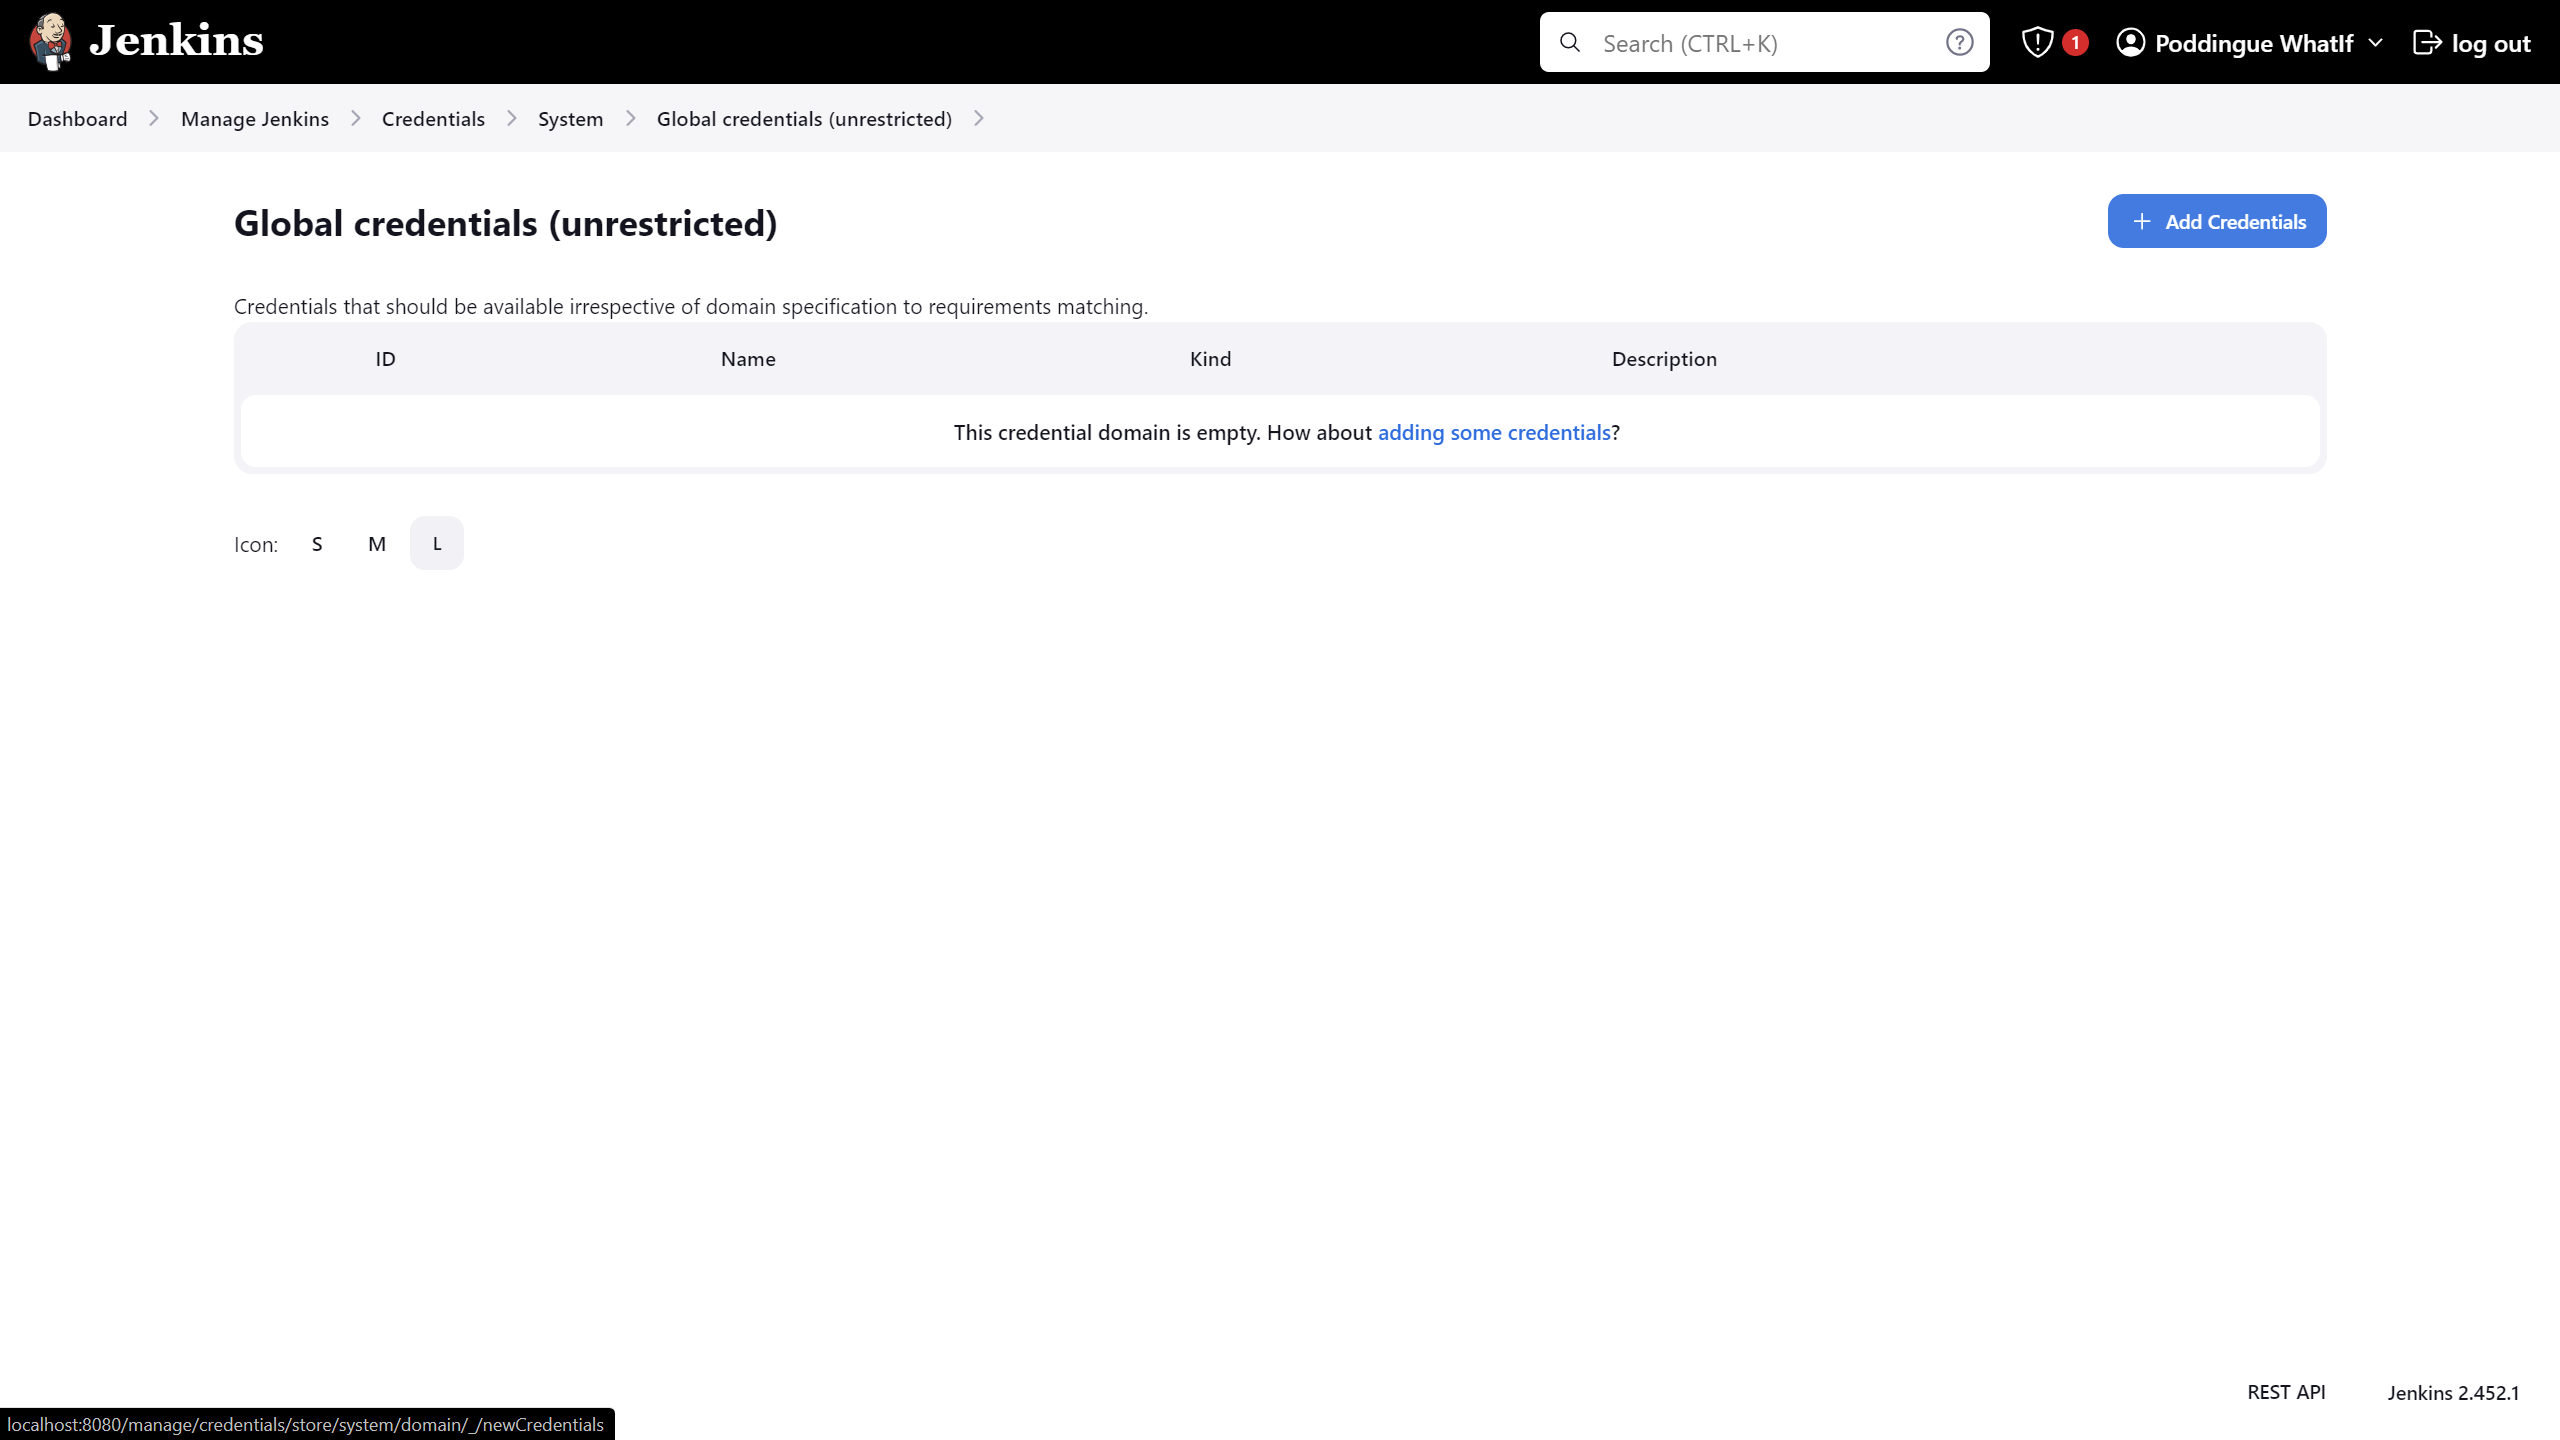 Jenkins
Search (CTRL+K)
1
Poddingue WhatIf
log out
Dashboard
Manage Jenkins
Credentials
System
Global credentials (unrestricted)
Global credentials (unrestricted)
Add Credentials
Credentials that should be available irrespective of domain specification to requirements matching.
ID Name Kind Description
This credential domain is empty. How about adding some credentials?
Icon: S M L
REST API
Jenkins 2.452.1
localhost:8080/manage/credentials/store/system/domain/_/newCredentials